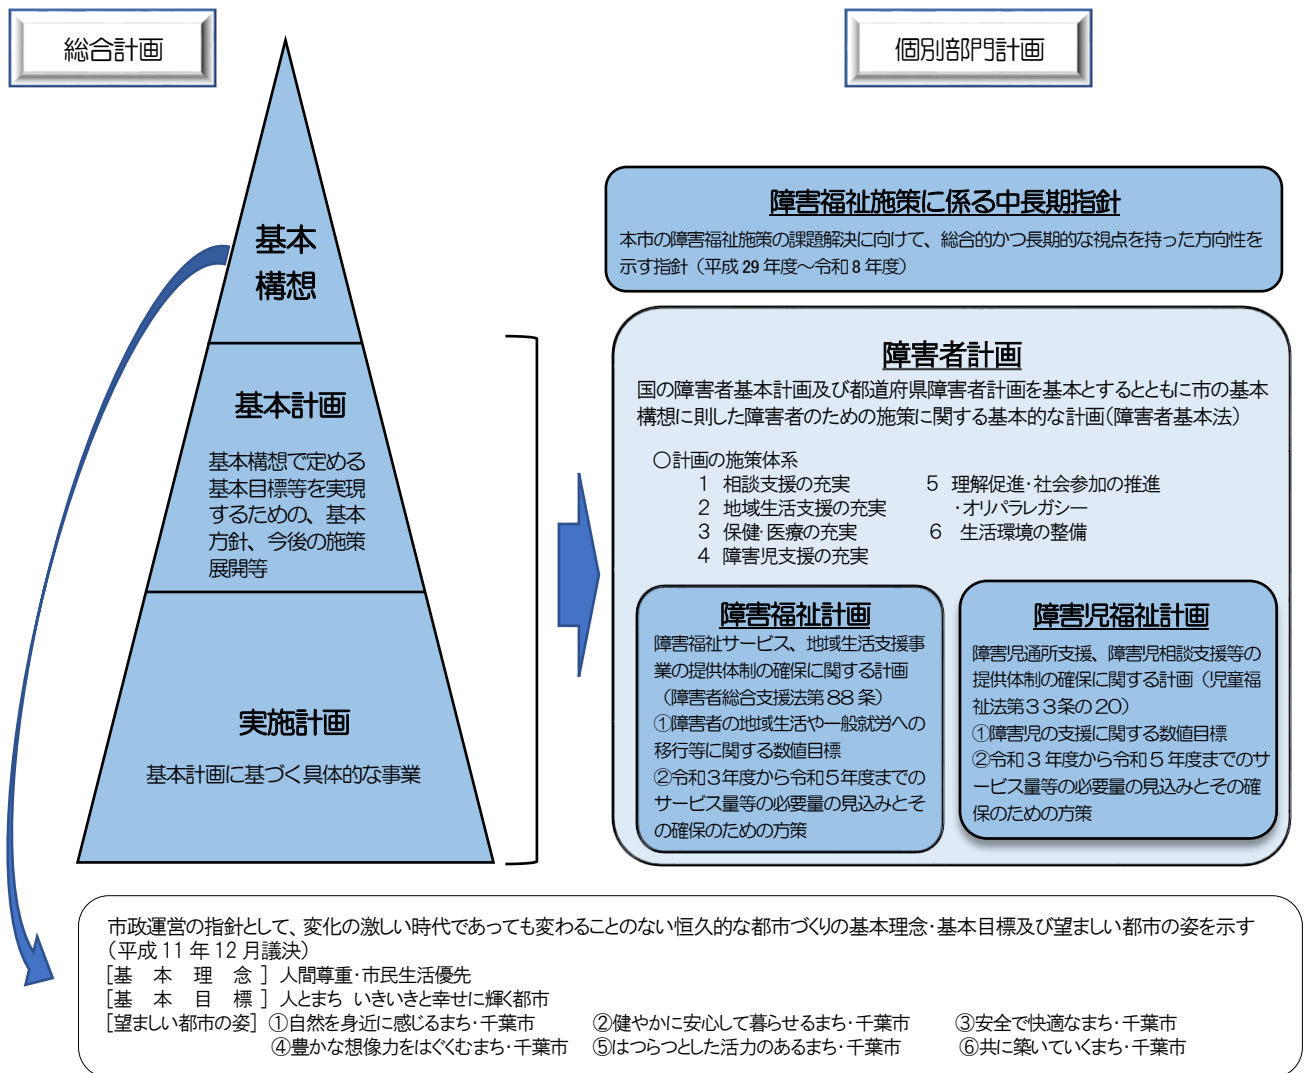 総合計画
個別部門計画
基本
構想
基本計画
基本構想で定める
基本目標等を実現
するための、基本
方針、今後の施策
展開等
実施計画
基本計画に基づく具体的な事業
障害福祉施策に係る中長期指針
本市の障害福祉施策の課題解決に向けて、総合的かつ長期的な視点を持った方向性を
示す指針（平成29年度～令和8年度）
障害者計画
国の障害者基本計画及び都道府県障害者計画を基本とするとともに市の基本
構想に則した障害者のための施策に関する基本的な計画（障害者基本法）
○計画の施策体系
1 相談支援の充実
2 地域生活支援の充実
3 保健・医療の充実
4 障害児支援の充実
5 理解促進・社会参加の推進
・オリパラレガシー
6 生活環境の整備
障害福祉計画
障害福祉サービス、地域生活支援事
業の提供体制の確保に関する計画
（障害者総合支援法第88条）
①障害者の地域生活や一般就労への
移行等に関する数値目標
②令和3年度から令和5年度までの
サービス量等の必要量の見込みとそ
の確保のための方策
障害児福祉計画
障害児通所支援、障害児相談支援等の
提供体制の確保に関する計画（児童福
祉法第33条の20）
①障害児の支援に関する数値目標
②令和3年度から令和5年度までのサ
ービス量等の必要量の見込みとその確
保のための方策
市政運営の指針として、変化の激しい時代であっても変わることのない恒久的な都市づくりの基本理念・基本目標及び望ましい都市の姿を示す
（平成11年12月議決）
［基　本　理　念］ 人間尊重・市民生活優先
［基　本　目　標］ 人とまち いきいきと幸せに輝く都市
［望ましい都市の姿］ ①自然を身近に感じるまち・千葉市 ②健やかに安心して暮らせるまち・千葉市 ③安全で快適なまち・千葉市
④豊かな想像力をはぐくむまち・千葉市 ⑤はつらつとした活力のあるまち・千葉市 ⑥共に築いていくまち・千葉市